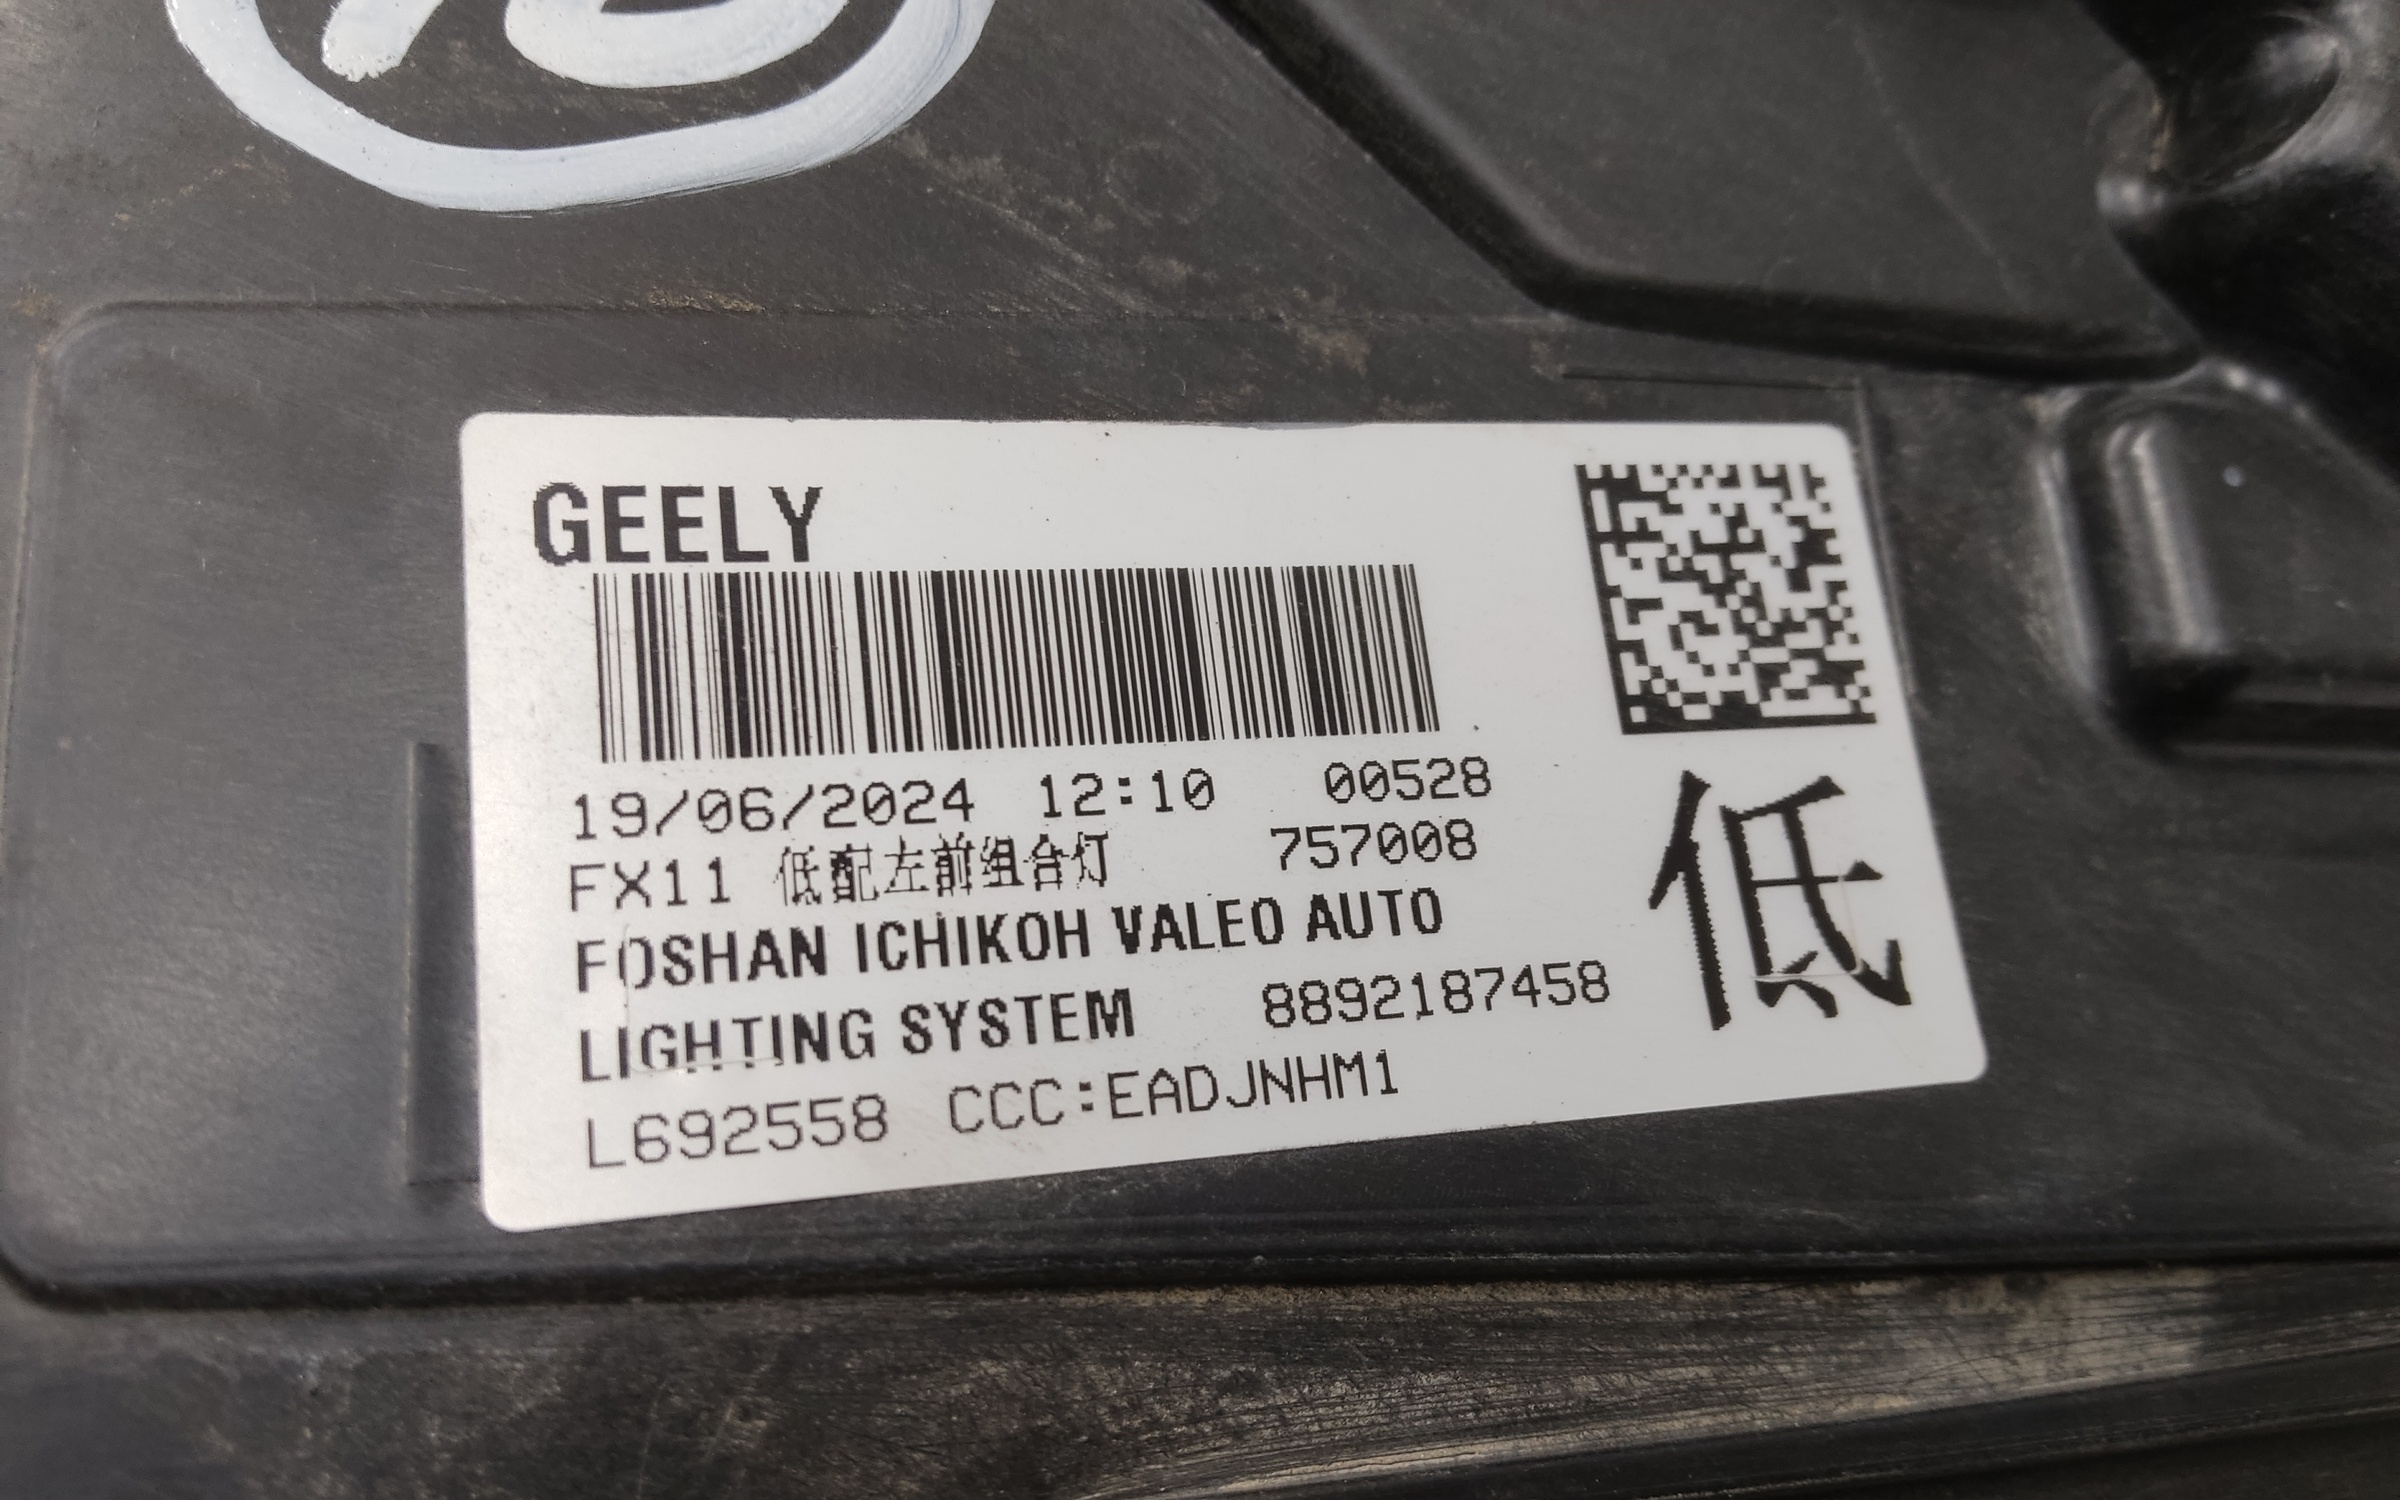 GEELY
19/06/2024 12:10 00528
FX11 低配左前组合灯 757008
FOSHAN ICHIKOH VALEO AUTO
LIGHTING SYSTEM 8892187458
L692558 CCC:EADJNHM1
低